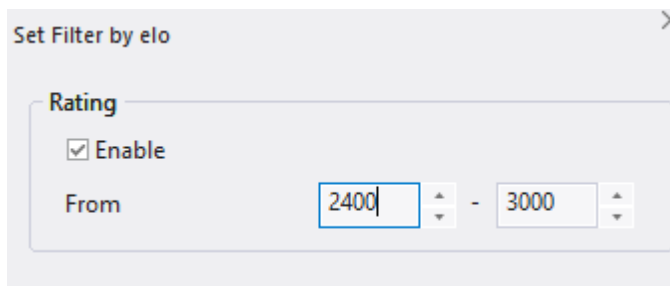 Set Filter by elo
Rating
Enable
From 2400 - 3000